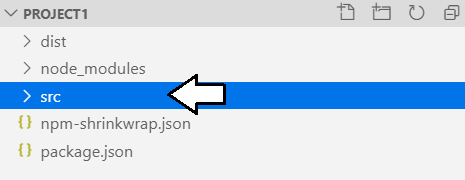 PROJECT1
dist
node_modules
src
npm-shrinkwrap.json
package.json